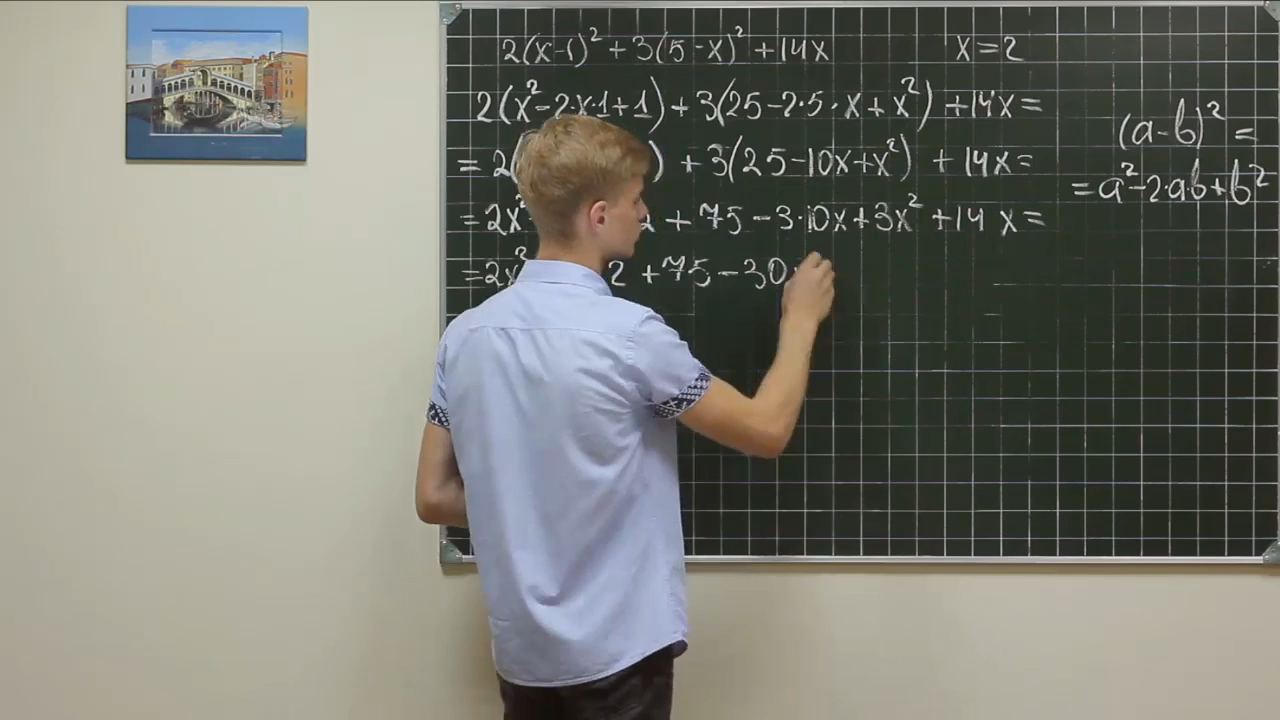 2(x-1)² + 3(5-x)² + 14x x=2
2(x²-2·x·1+1) + 3(25-2·5·x+x²) + 14x =
(a-b)² =
= 2( ) + 3(25-10x+x²) + 14x =
= a²-2·ab+b²
= 2x² + 75 - 3·10x + 3x² + 14x =
= 2x² 2 + 75 - 30